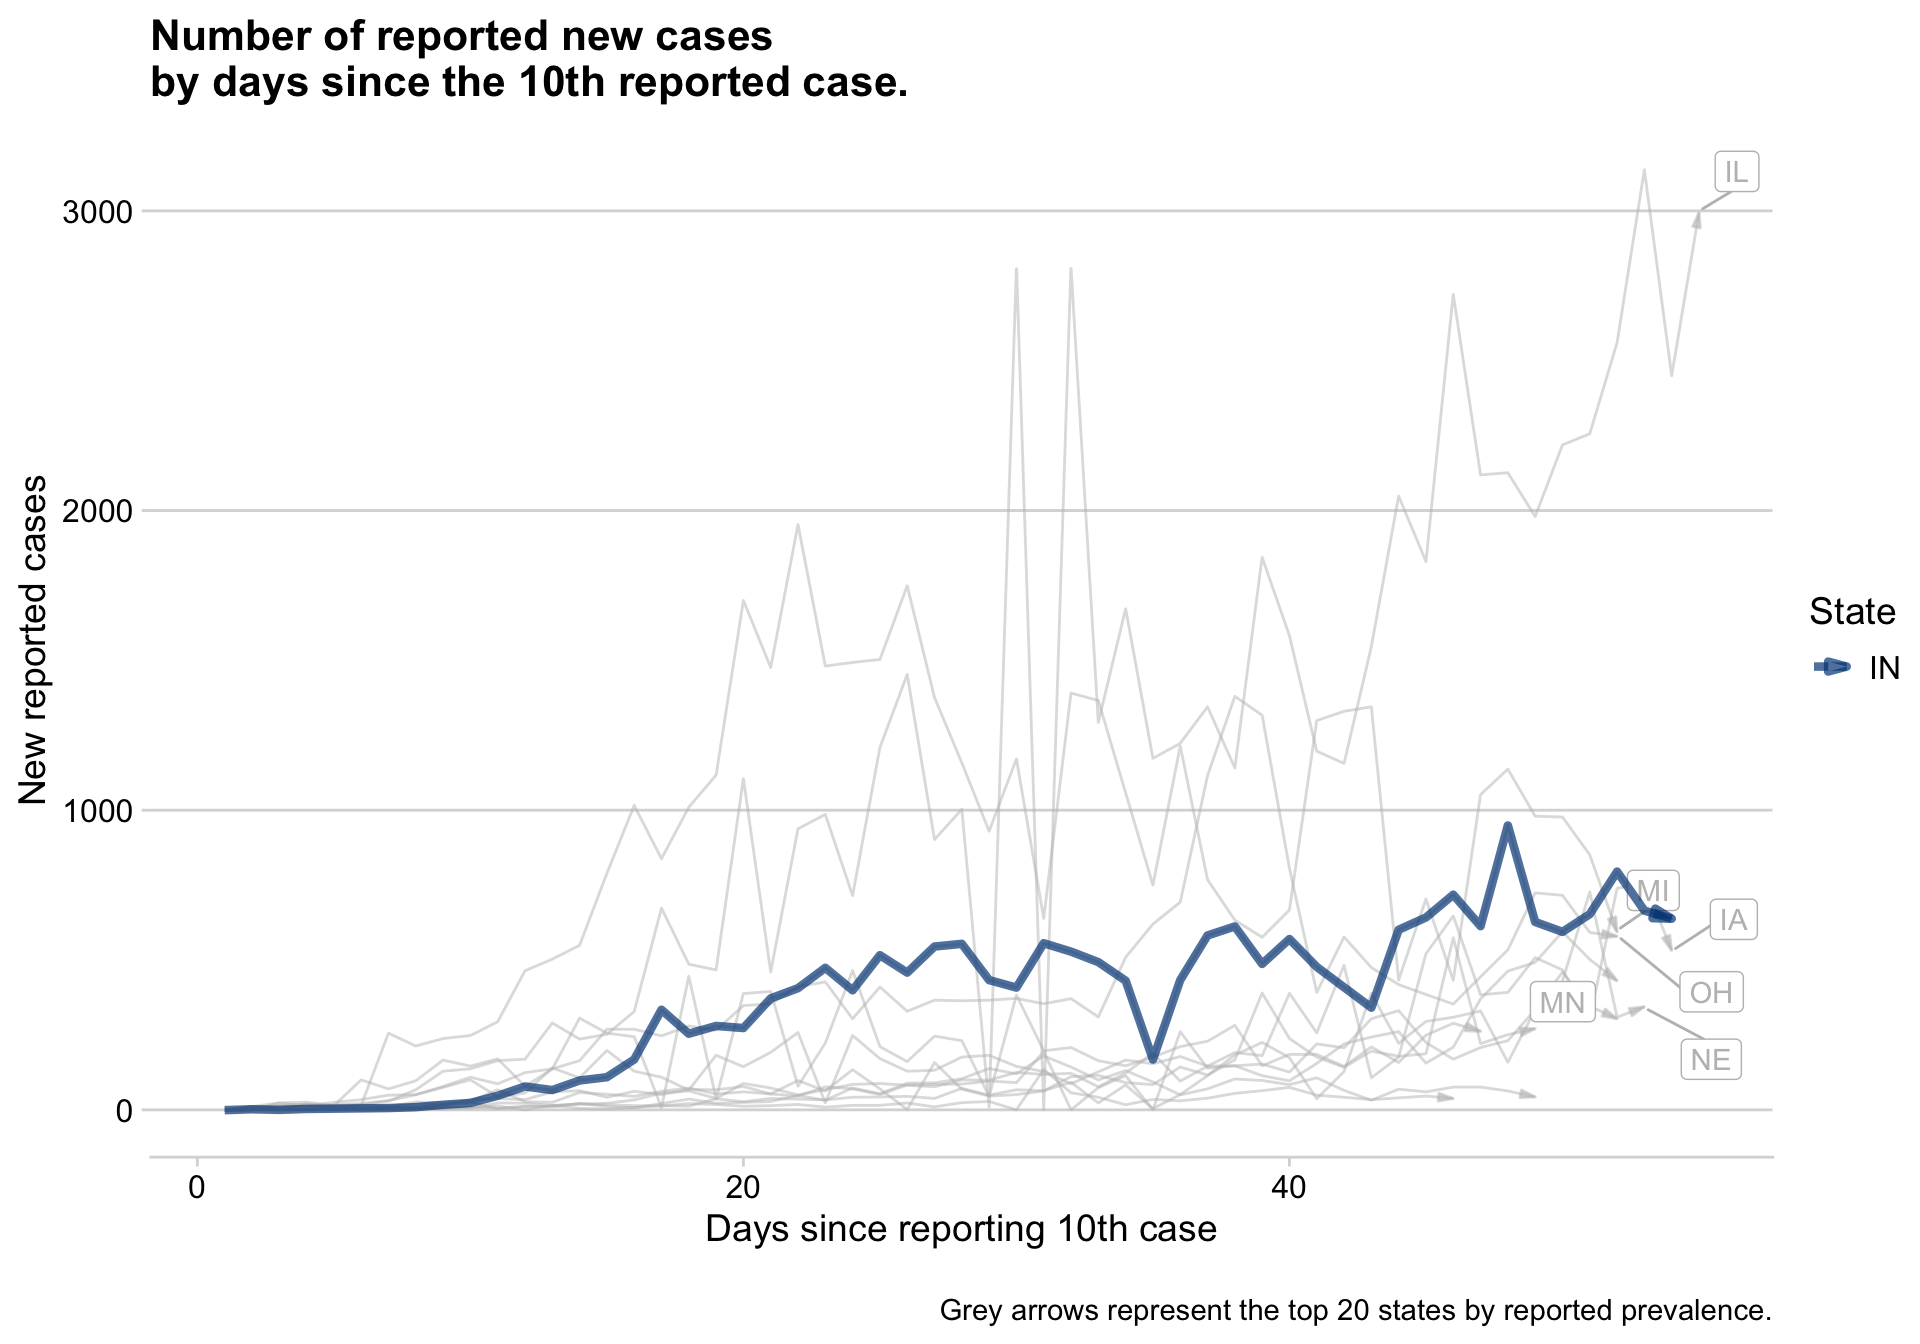 Number of reported new cases
by days since the 10th reported case.
New reported cases
3000
2000
1000
0
0
20
40
Days since reporting 10th case
IL
MI
IA
OH
MN
NE
State
IN
Grey arrows represent the top 20 states by reported prevalence.